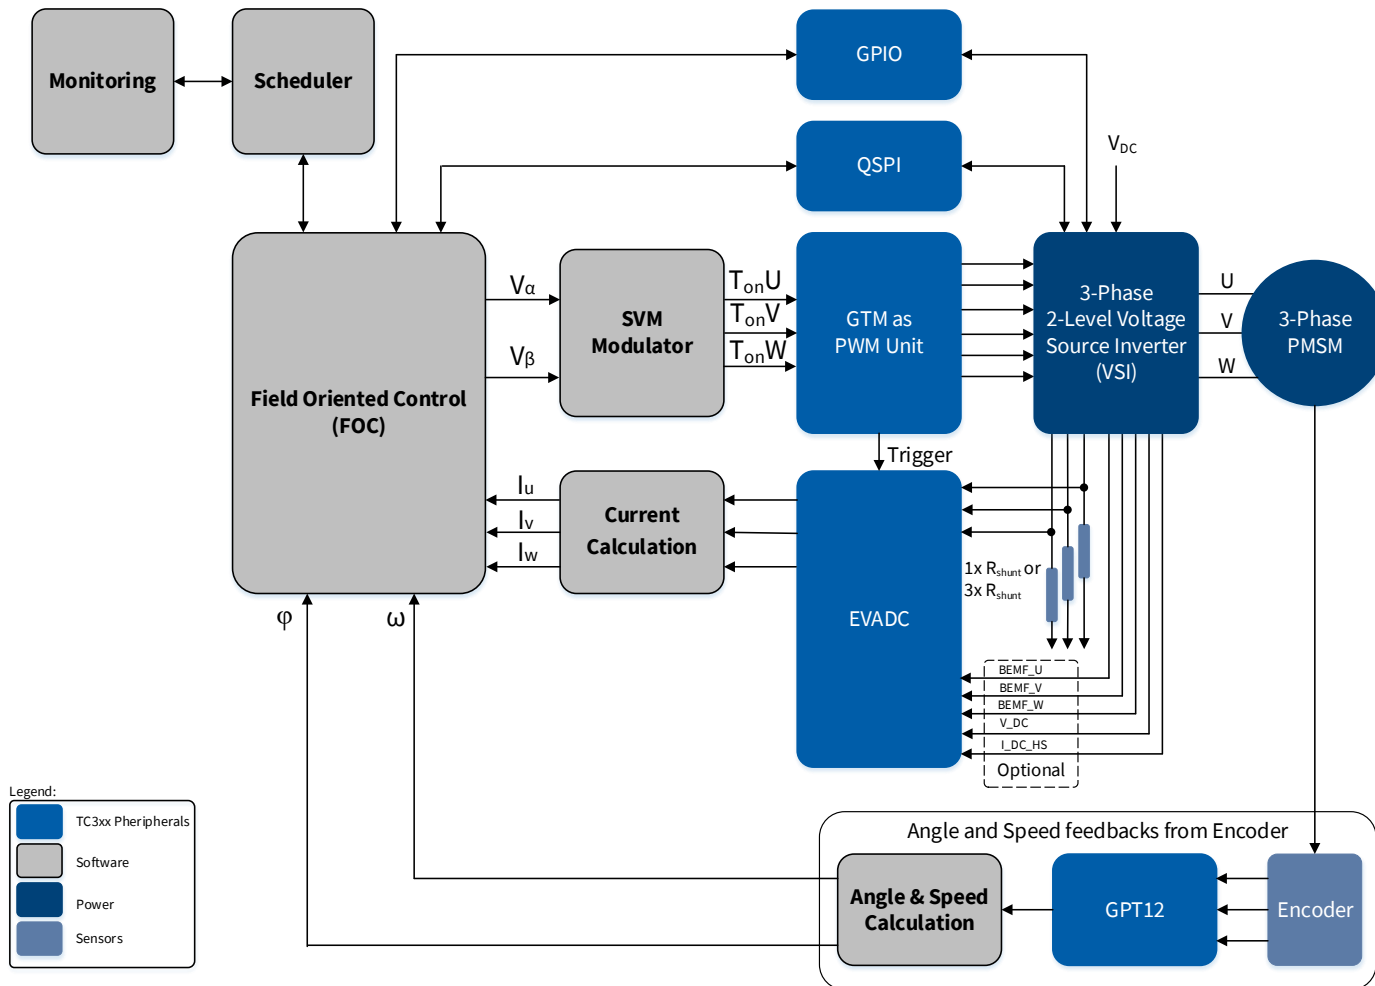 Monitoring
Scheduler
GPIO
QSPI
V_DC
Field Oriented Control
(FOC)
Vα
Vβ
SVM
Modulator
TonU
TonV
TonW
GTM as
PWM Unit
3-Phase
2-Level Voltage
Source Inverter
(VSI)
U
V
W
3-Phase
PMSM
Trigger
Iu
Iv
Iw
Current
Calculation
EVADC
1x Rshunt or
3x Rshunt
BEMF_U
BEMF_V
BEMF_W
V_DC
I_DC_HS
Optional
φ
ω
Legend:
TC3xx Pheripherals
Software
Power
Sensors
Angle and Speed feedbacks from Encoder
Angle & Speed
Calculation
GPT12
Encoder